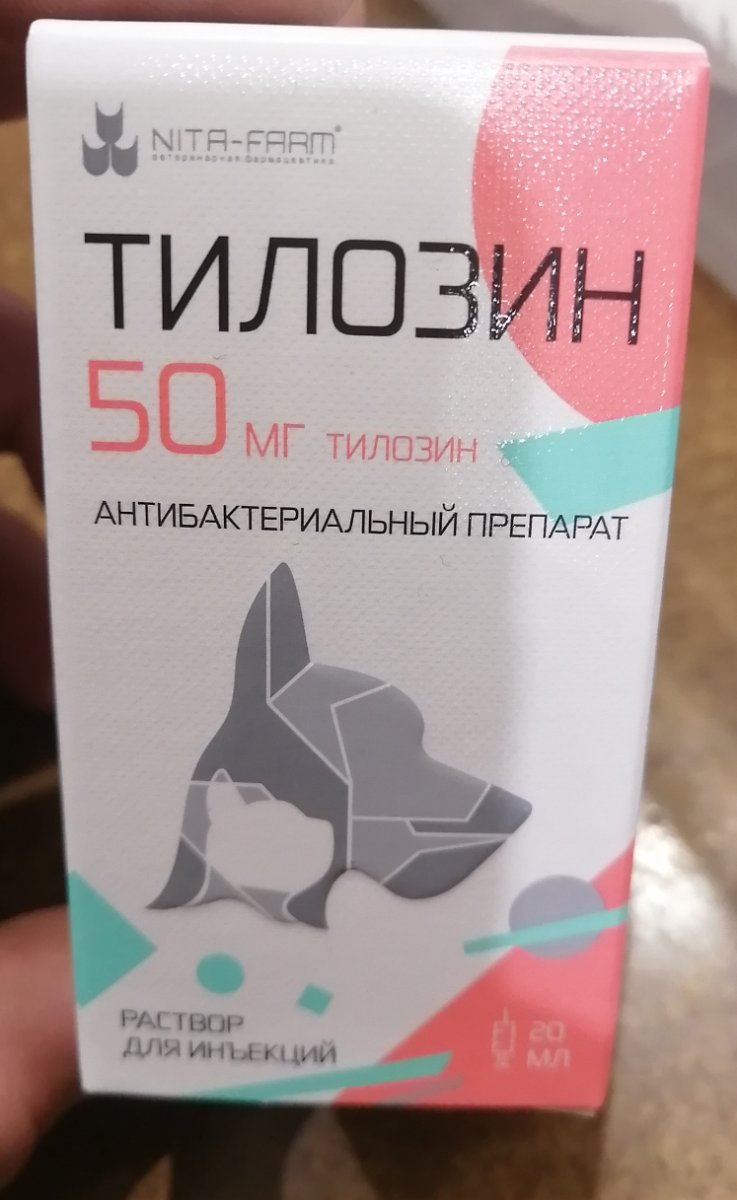 NITA-FARM®
ветеринарная фармацевтика
ТИЛОЗИН
50 МГ ТИЛОЗИН
АНТИБАКТЕРИАЛЬНЫЙ ПРЕПАРАТ
РАСТВОР
ДЛЯ ИНЪЕКЦИЙ
20
МЛ